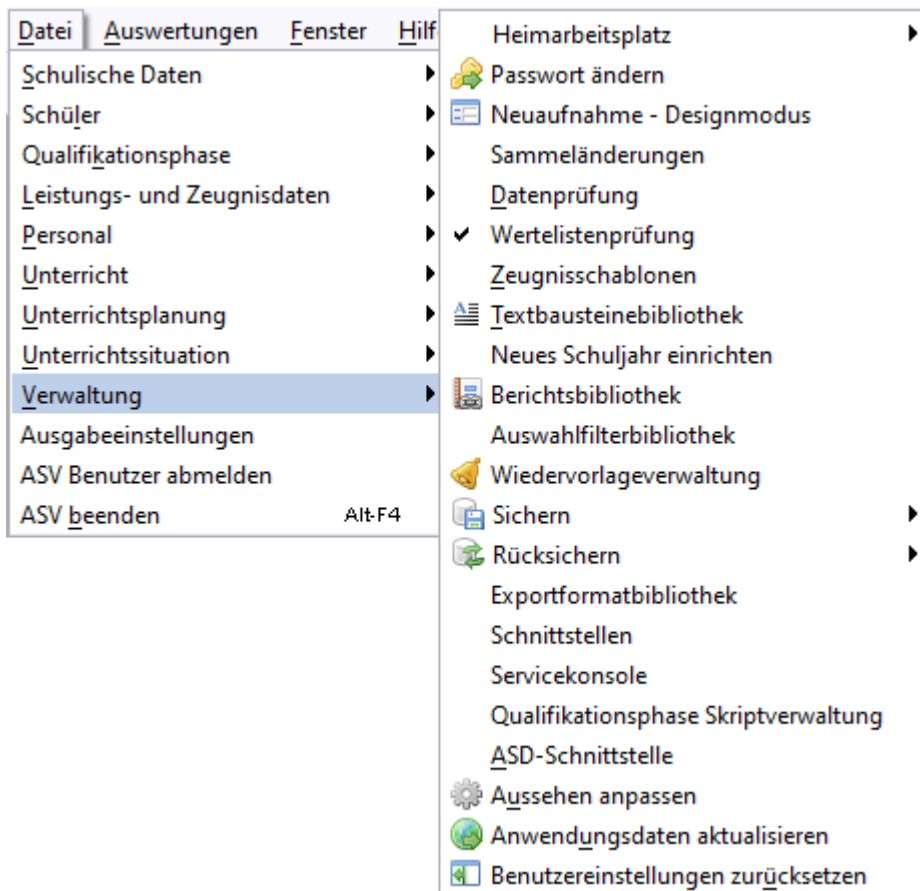 Datei Auswertungen Fenster Hilf
Schulische Daten
Schüler
Qualifikationsphase
Leistungs- und Zeugnisdaten
Personal
Unterricht
Unterrichtsplanung
Unterrichtssituation
Verwaltung
Ausgabeeinstellungen
ASV Benutzer abmelden
ASV beenden Alt-F4
Heimarbeitsplatz
Passwort ändern
Neuaufnahme - Designmodus
Sammeländerungen
Datenprüfung
Wertelistenprüfung
Zeugnisschablonen
Textbausteinebibliothek
Neues Schuljahr einrichten
Berichtsbibliothek
Auswahlfilterbibliothek
Wiedervorlageverwaltung
Sichern
Rücksichern
Exportformatbibliothek
Schnittstellen
Servicekonsole
Qualifikationsphase Skriptverwaltung
ASD-Schnittstelle
Aussehen anpassen
Anwendungsdaten aktualisieren
Benutzereinstellungen zurücksetzen